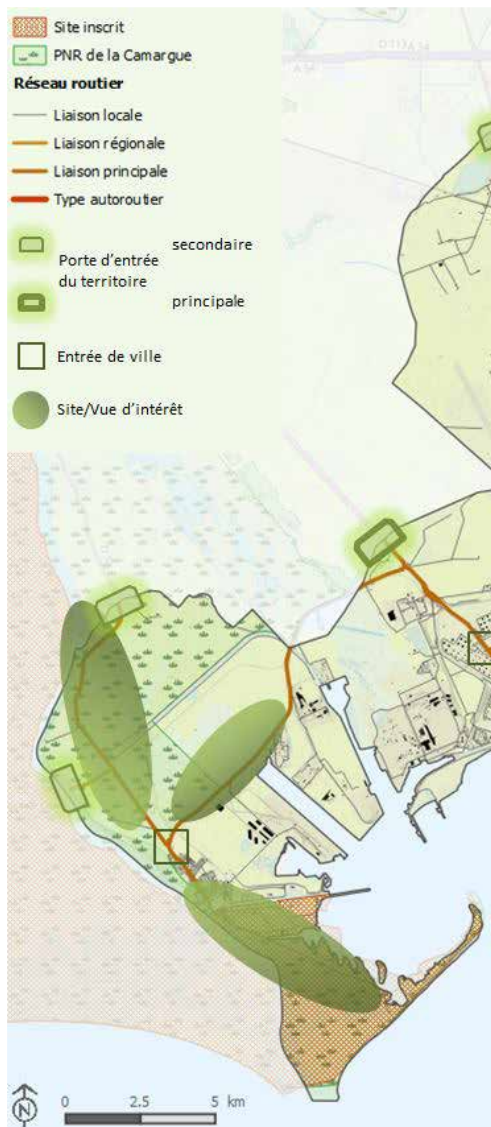 Site inscrit
PNR de la Camargue
Réseau routier
Liaison locale
Liaison régionale
Liaison principale
Type autoroutier
secondaire
Porte d'entrée
du territoire
principale
Entrée de ville
Site/Vue d'intérêt
N
0 2.5 5 km